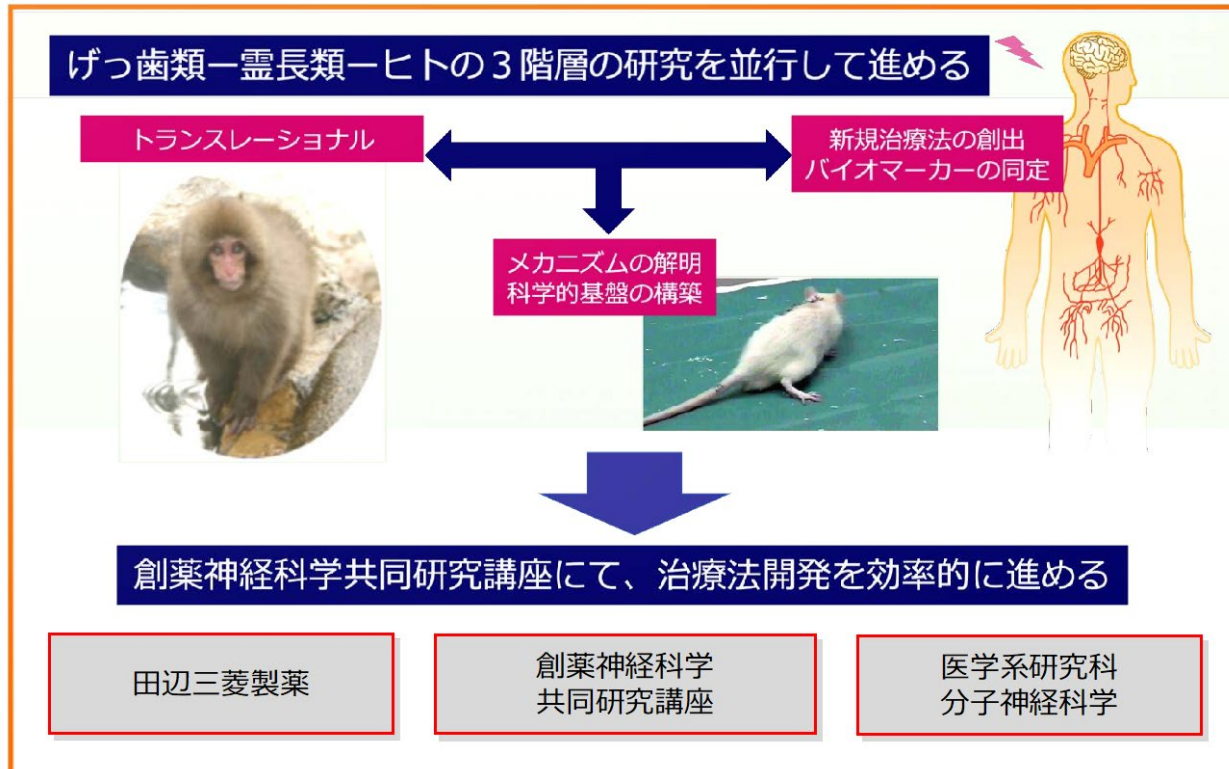 げっ歯類ー霊長類ーヒトの３階層の研究を並行して進める
トランスレーショナル
新規治療法の創出
バイオマーカーの同定
メカニズムの解明
科学的基盤の構築
創薬神経科学共同研究講座にて、治療法開発を効率的に進める
田辺三菱製薬
創薬神経科学
共同研究講座
医学系研究科
分子神経科学